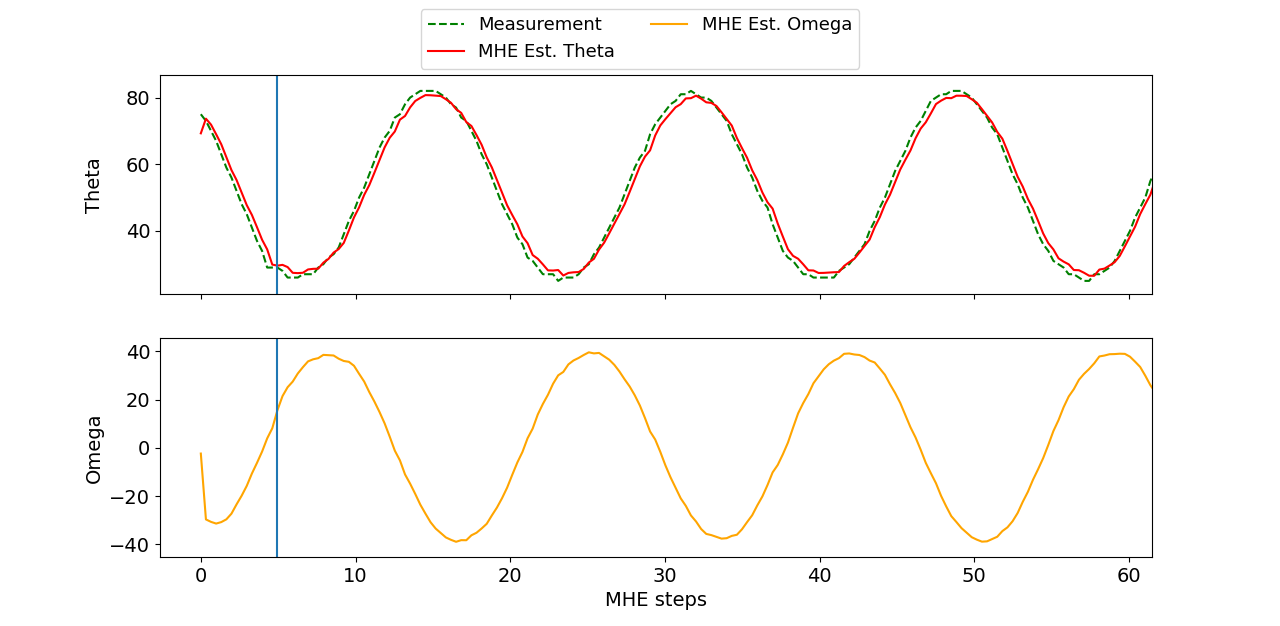 Measurement
MHE Est. Theta
MHE Est. Omega
80
60
40
Theta
40
20
0
−20
−40
Omega
0 10 20 30 40 50 60
MHE steps